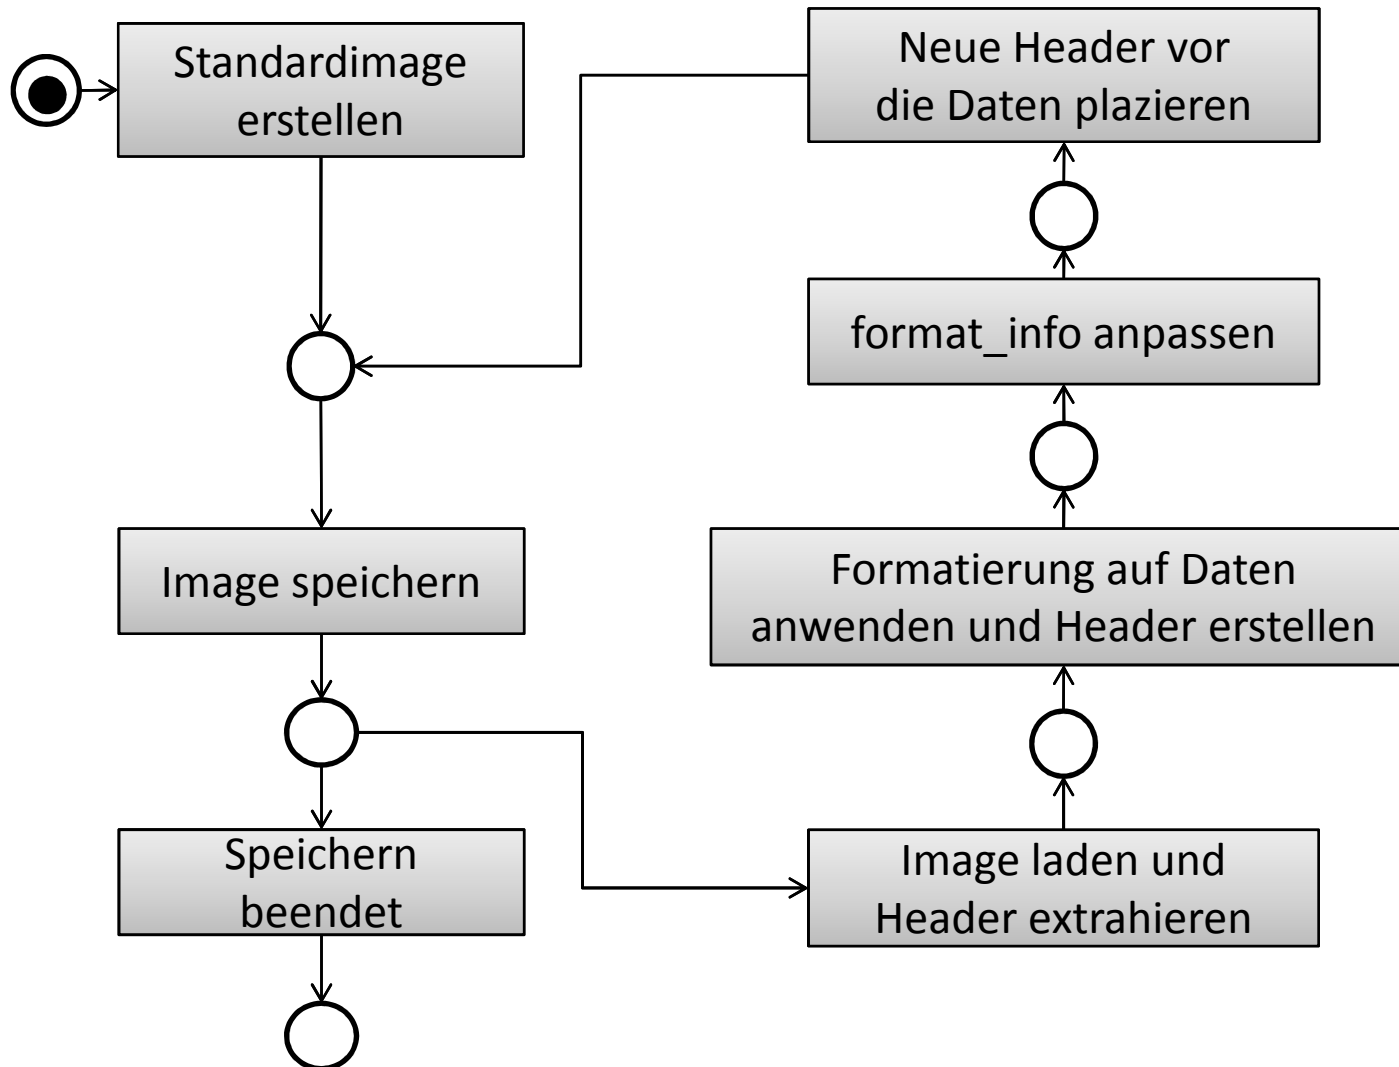 Standardimage
erstellen
Image speichern
Speichern
beendet
Image laden und
Header extrahieren
Formatierung auf Daten
anwenden und Header erstellen
format_info anpassen
Neue Header vor
die Daten plazieren